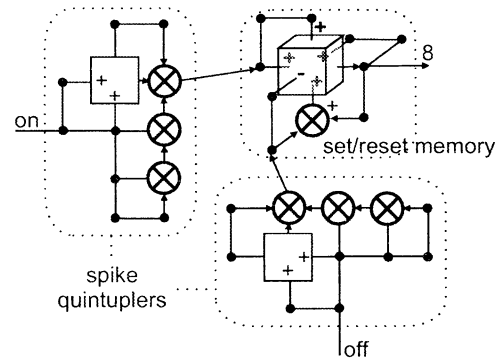 +
+
+
+
+
-
+
8
+
on
set/reset memory
spike
quintuplers
+
+
off